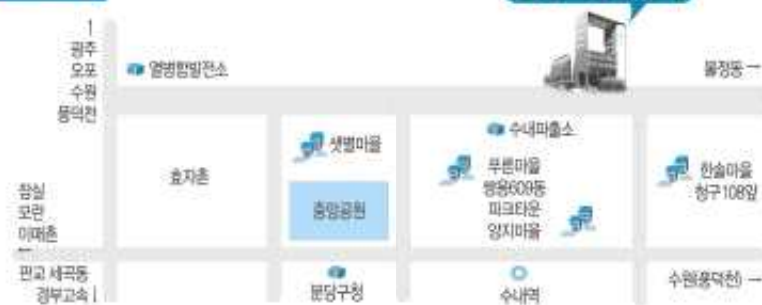 ↑
광주
오포
수원
풍덕천
열병합발전소
불정동→
효자촌
샛별마을
중앙공원
수내파출소
푸른마을
쌍용609동
파크타운
양지마을
한솔마을
청구108앞
잠실
모란
이매촌
←
판교 세곡동
경부고속↓
분당구청
수내역
수원(풍덕천)→